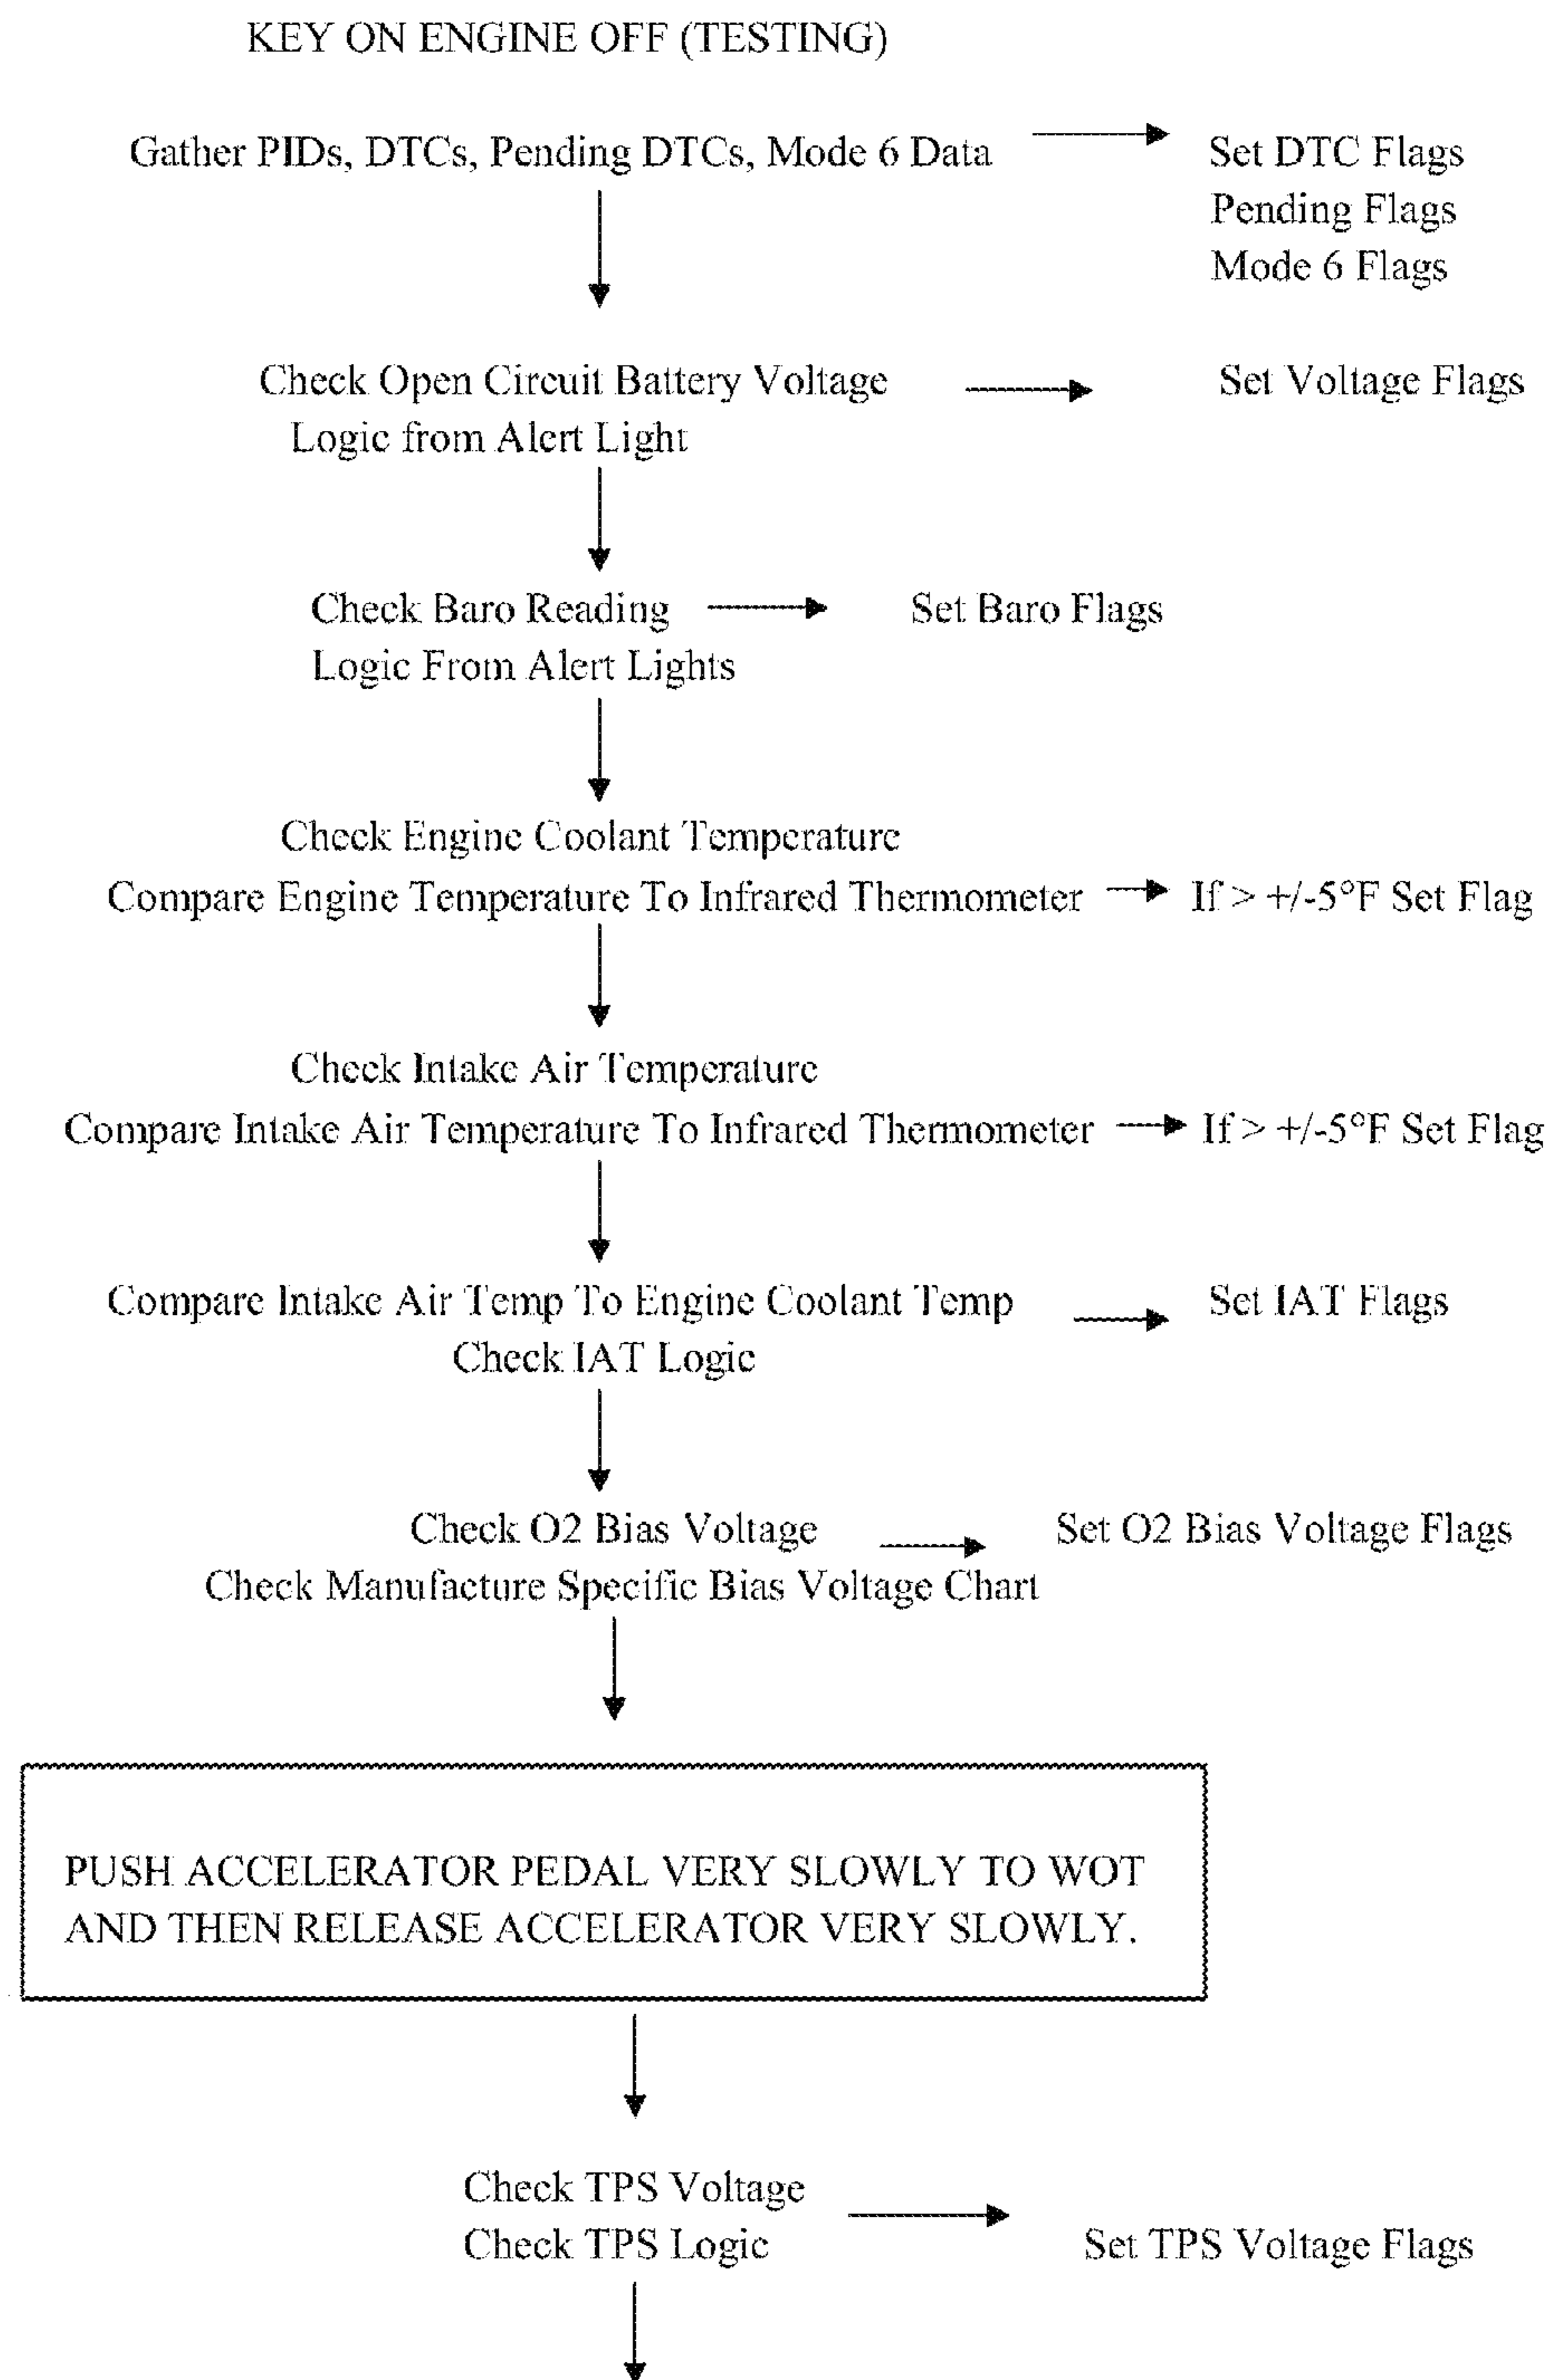 KEY ON ENGINE OFF (TESTING)
Gather PIDs, DTCs, Pending DTCs, Mode 6 Data
Set DTC Flags
Pending Flags
Mode 6 Flags
Check Open Circuit Battery Voltage
Set Voltage Flags
Logic from Alert Light
Check Baro Reading
Set Baro Flags
Logic From Alert Lights
Check Engine Coolant Temperature
Compare Engine Temperature To Infrared Thermometer
If > +/-5°F Set Flag
Check Intake Air Temperature
Compare Intake Air Temperature To Infrared Thermometer
If > +/-5°F Set Flag
Compare Intake Air Temp To Engine Coolant Temp
Set IAT Flags
Check IAT Logic
Check O2 Bias Voltage
Set O2 Bias Voltage Flags
Check Manufacture Specific Bias Voltage Chart
PUSH ACCELERATOR PEDAL VERY SLOWLY TO WOT
AND THEN RELEASE ACCELERATOR VERY SLOWLY.
Check TPS Voltage
Check TPS Logic
Set TPS Voltage Flags